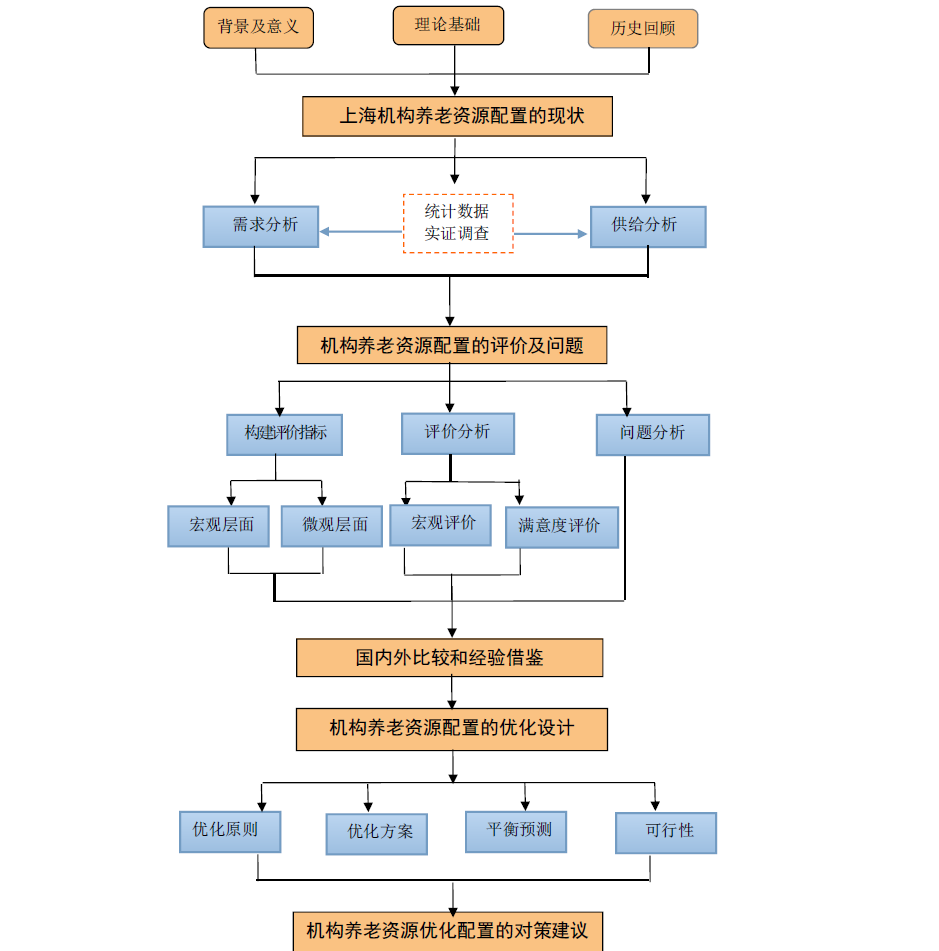 背景及意义
理论基础
历史回顾
上海机构养老资源配置的现状
需求分析
统计数据
实证调查
供给分析
机构养老资源配置的评价及问题
构建评价指标
评价分析
问题分析
宏观层面
微观层面
宏观评价
满意度评价
国内外比较和经验借鉴
机构养老资源配置的优化设计
优化原则
优化方案
平衡预测
可行性
机构养老资源优化配置的对策建议